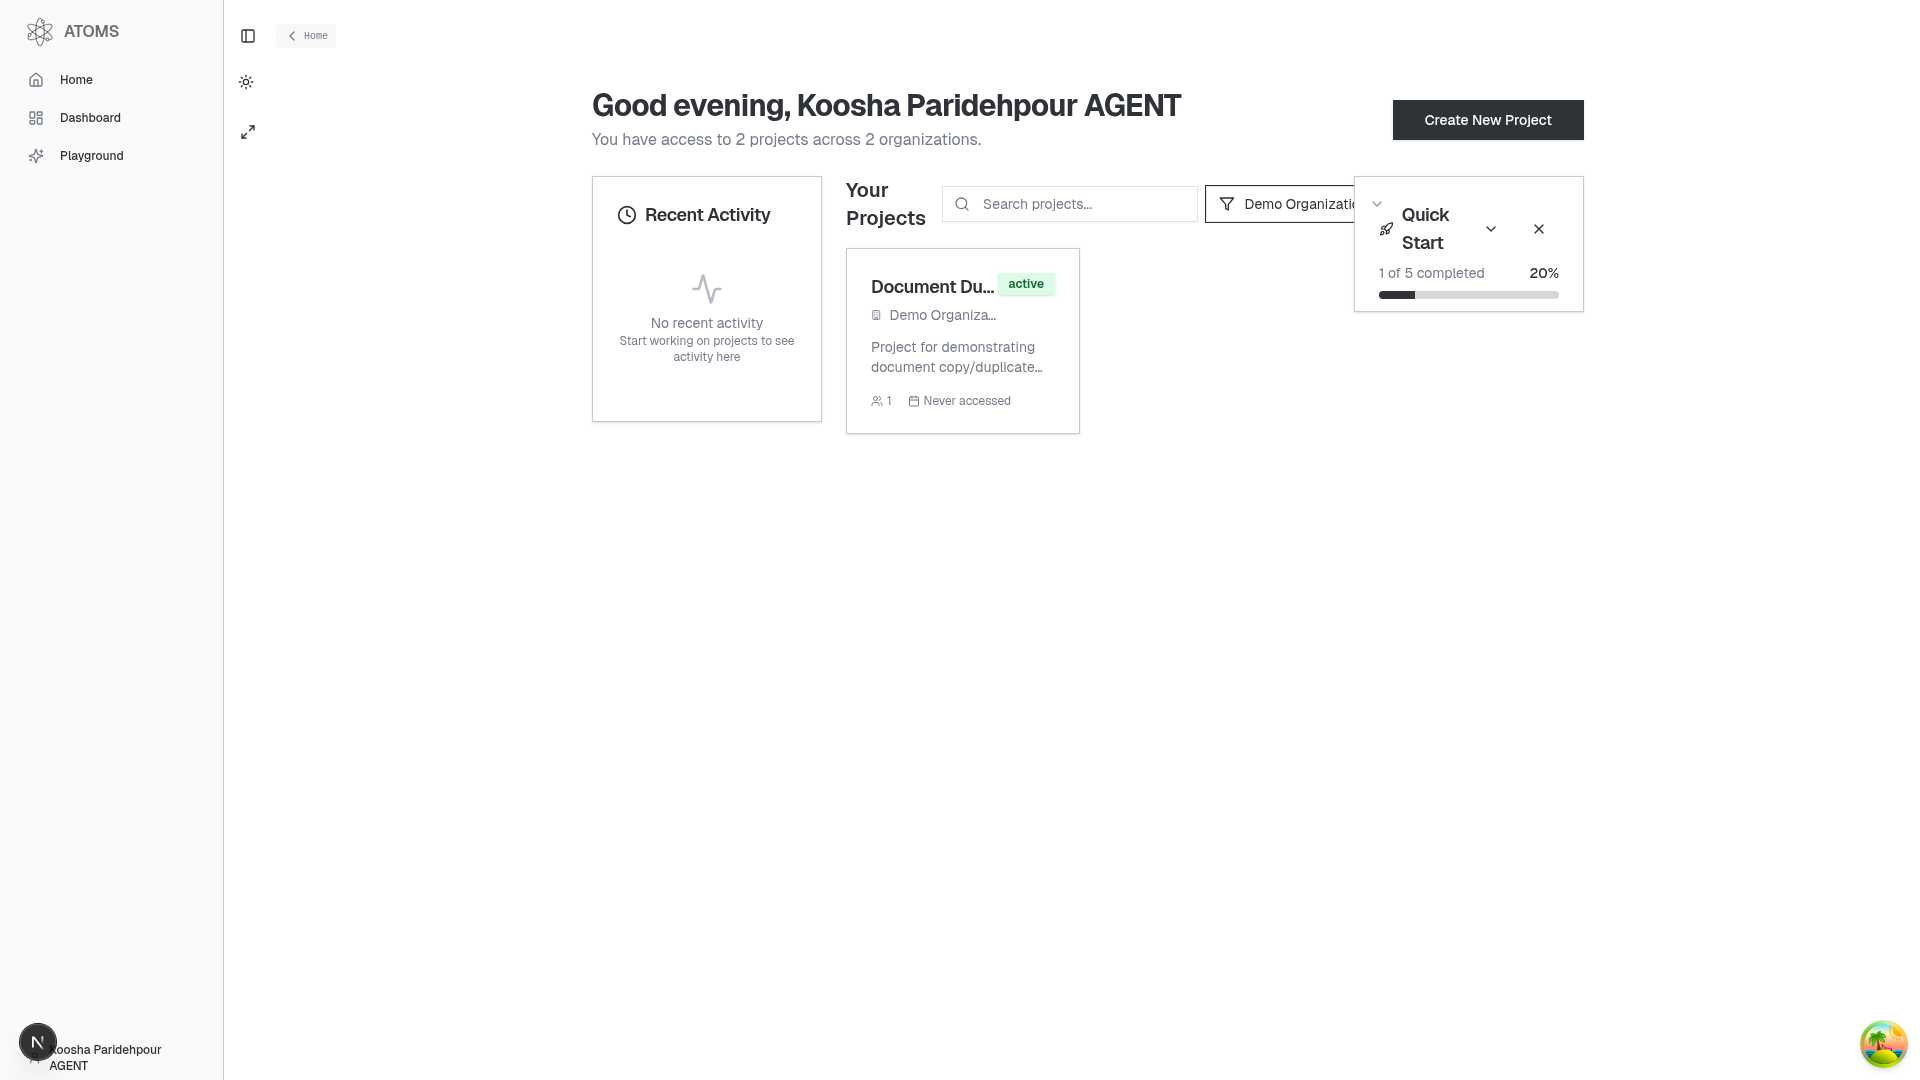 ATOMS
Home
Dashboard
Playground
Home
Good evening, Koosha Paridehpour AGENT
You have access to 2 projects across 2 organizations.
Create New Project
Recent Activity
No recent activity
Start working on projects to see
activity here
Your
Projects
Search projects...
Demo Organizatio
Document Du...
active
Demo Organiza...
Project for demonstrating
document copy/duplicate...
1
Never accessed
Quick
Start
1 of 5 completed
20%
N
Koosha Paridehpour
AGENT